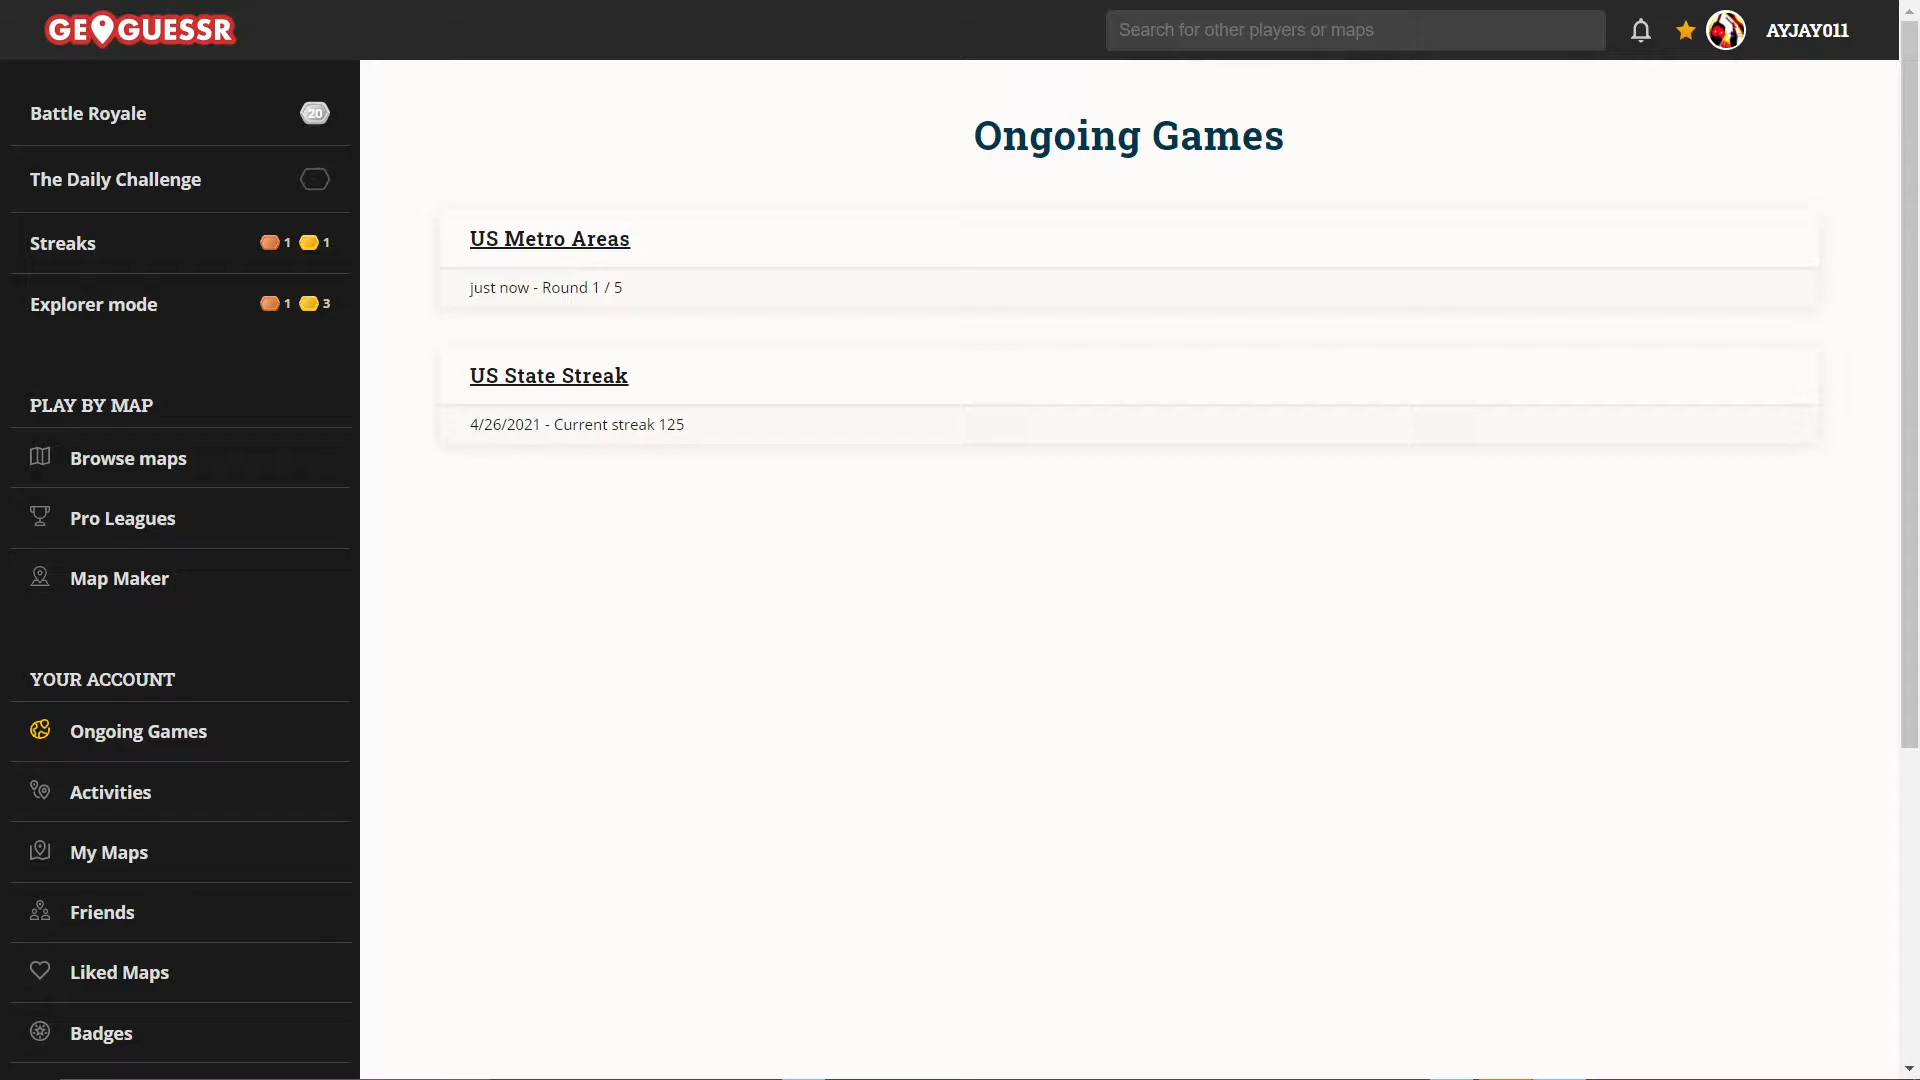 GEOGUESSR
Search for other players or maps
AYJAY011
Battle Royale
20
The Daily Challenge
Streaks
1
1
Explorer mode
1
3
PLAY BY MAP
Browse maps
Pro Leagues
Map Maker
YOUR ACCOUNT
Ongoing Games
Activities
My Maps
Friends
Liked Maps
Badges
Ongoing Games
US Metro Areas
just now - Round 1 / 5
US State Streak
4/26/2021 - Current streak 125